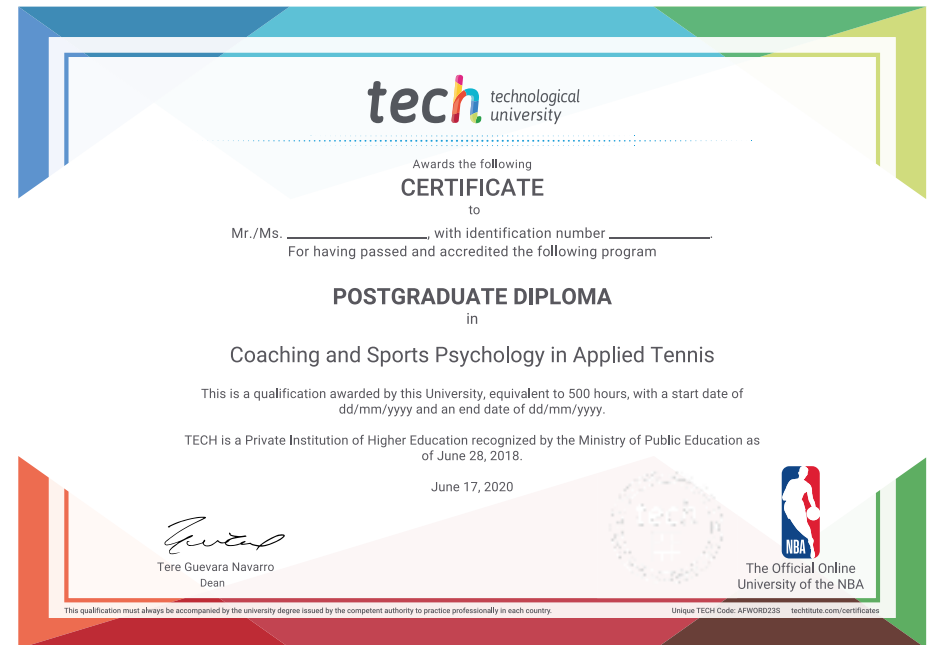 tech technological
university
Awards the following
CERTIFICATE
to
Mr./Ms. ____________________, with identification number ______________.
For having passed and accredited the following program
POSTGRADUATE DIPLOMA
in
Coaching and Sports Psychology in Applied Tennis
This is a qualification awarded by this University, equivalent to 500 hours, with a start date of
dd/mm/yyyy and an end date of dd/mm/yyyy.
TECH is a Private Institution of Higher Education recognized by the Ministry of Public Education as
of June 28, 2018.
June 17, 2020
Tere Guevara Navarro
Dean
tech
NBA
The Official Online
University of the NBA
This qualification must always be accompanied by the university degree issued by the competent authority to practice professionally in each country.
Unique TECH Code: AFWORD23S techtitute.com/certificates